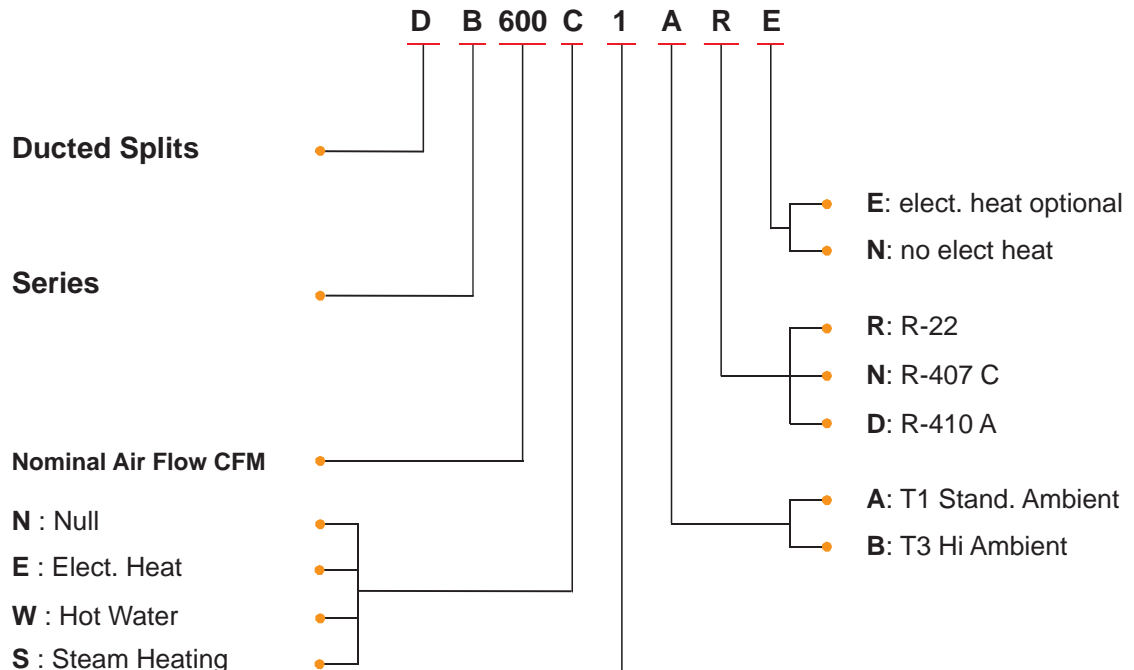 D B 600 C 1 A R E
Ducted Splits
Series
Nominal Air Flow CFM
N : Null
E : Elect. Heat
W : Hot Water
S : Steam Heating
E: elect. heat optional
N: no elect heat
R: R-22
N: R-407 C
D: R-410 A
A: T1 Stand. Ambient
B: T3 Hi Ambient